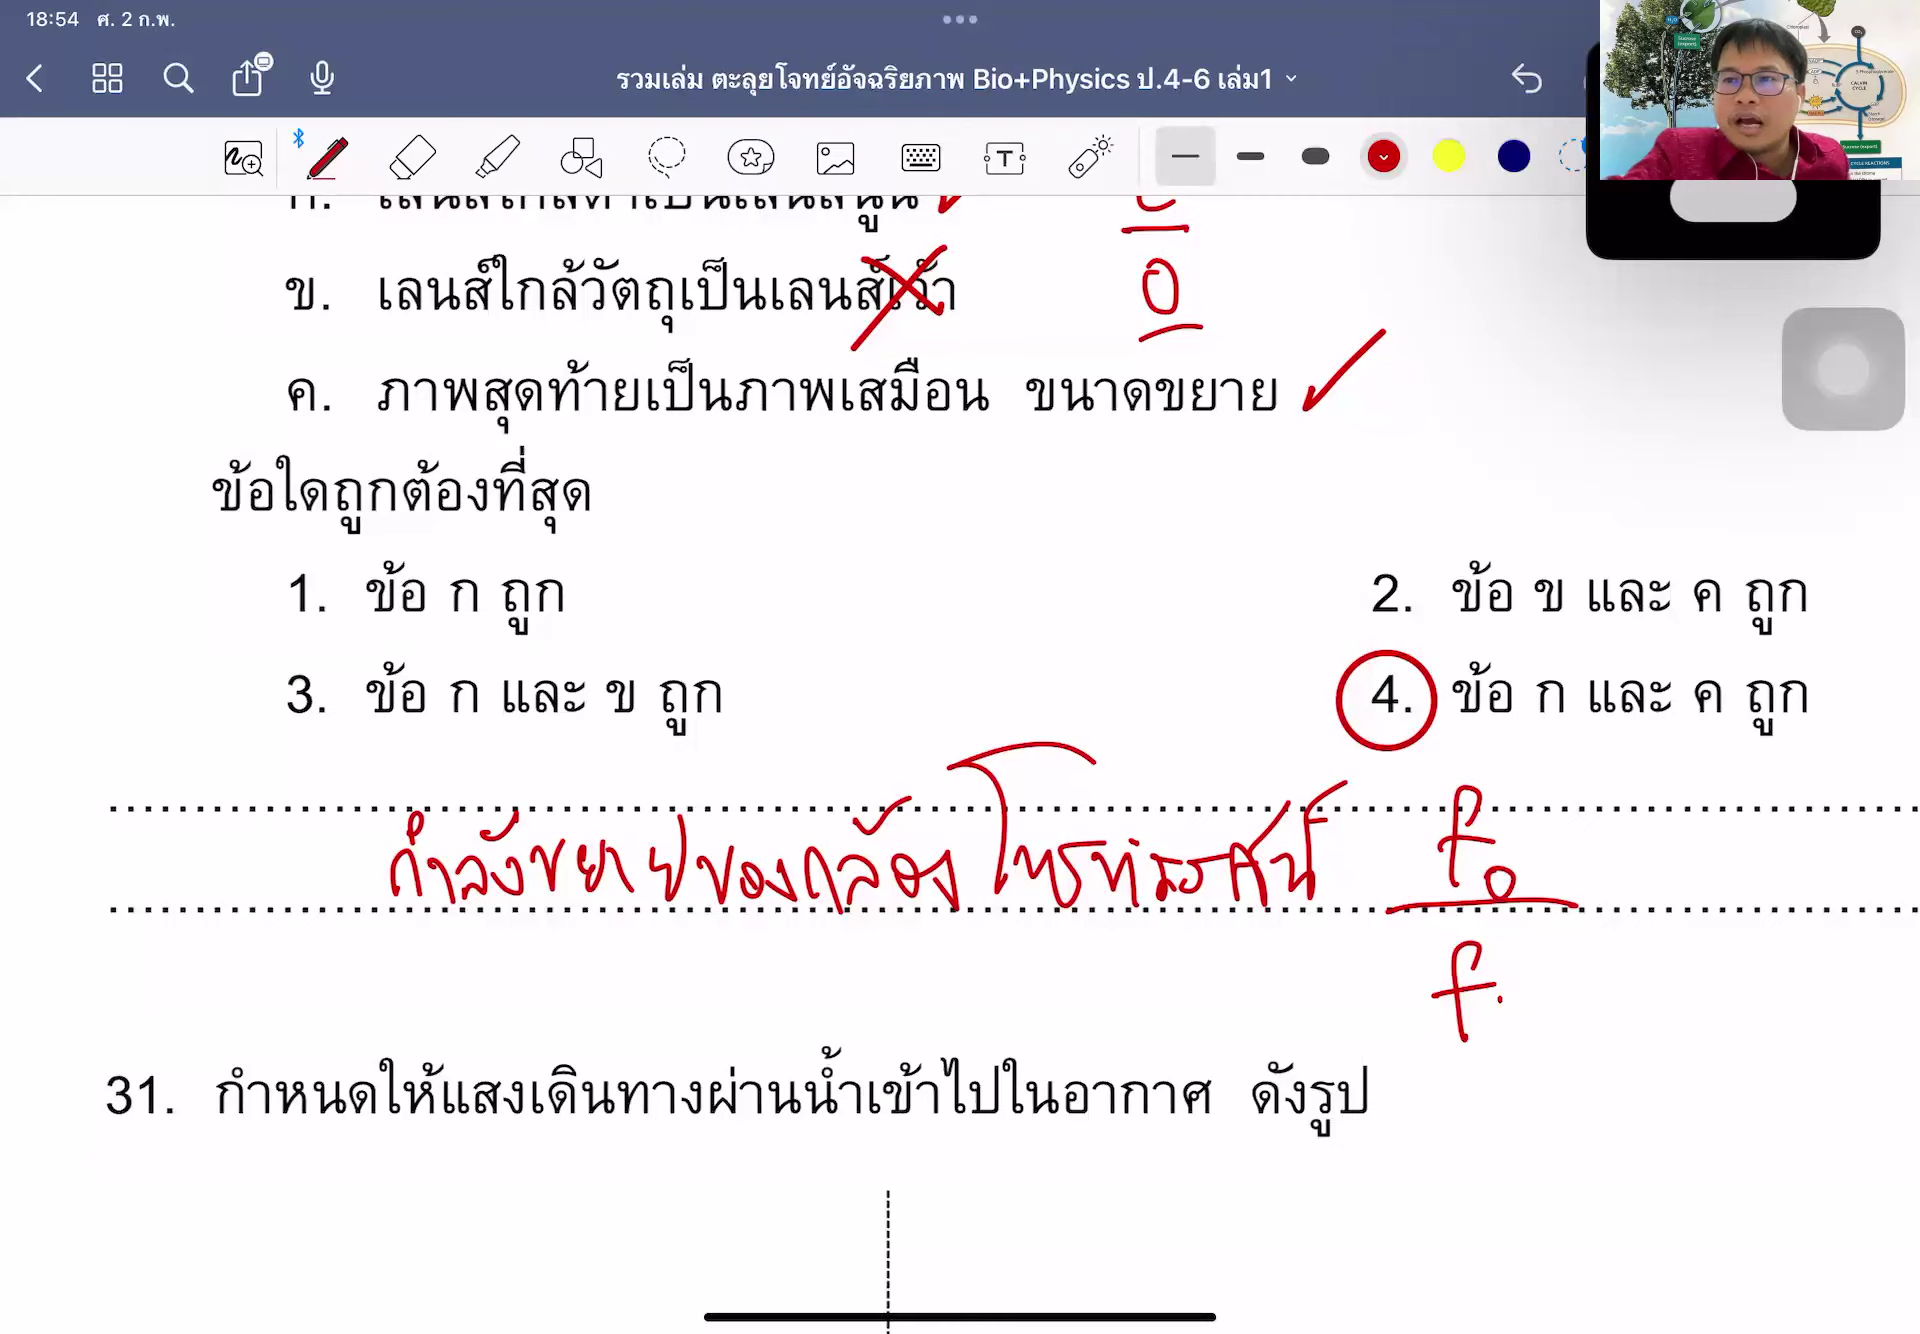 18:54 ศ. 2 ก.พ.
รวมเล่ม ตะลุยโจทย์อัจฉริยภาพ Bio+Physics ป.4-6 เล่ม1
e
ข. เลนส์ใกล้วัตถุเป็นเลนส์เว้า
o
ค. ภาพสุดท้ายเป็นภาพเสมือน ขนาดขยาย
ข้อใดถูกต้องที่สุด
1. ข้อ ก ถูก
2. ข้อ ข และ ค ถูก
3. ข้อ ก และ ข ถูก
4. ข้อ ก และ ค ถูก
กำลังขยายของกล้องโทรทรรศน์ fo
f
31. กำหนดให้แสงเดินทางผ่านน้ำเข้าไปในอากาศ ดังรูป